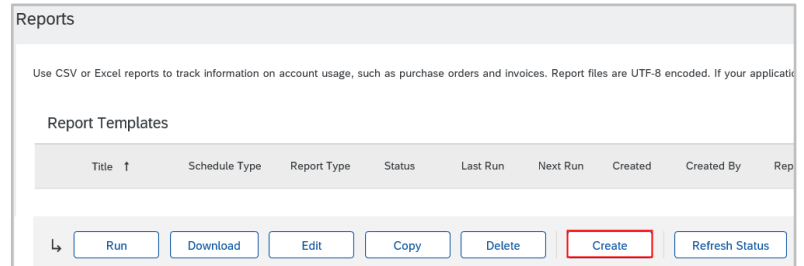 Reports
Use CSV or Excel reports to track information on account usage, such as purchase orders and invoices. Report files are UTF-8 encoded. If your
Report Templates
Title ↑ Schedule Type Report Type Status Last Run Next Run Created Created By
Run Download Edit Copy Delete Create Refresh Status